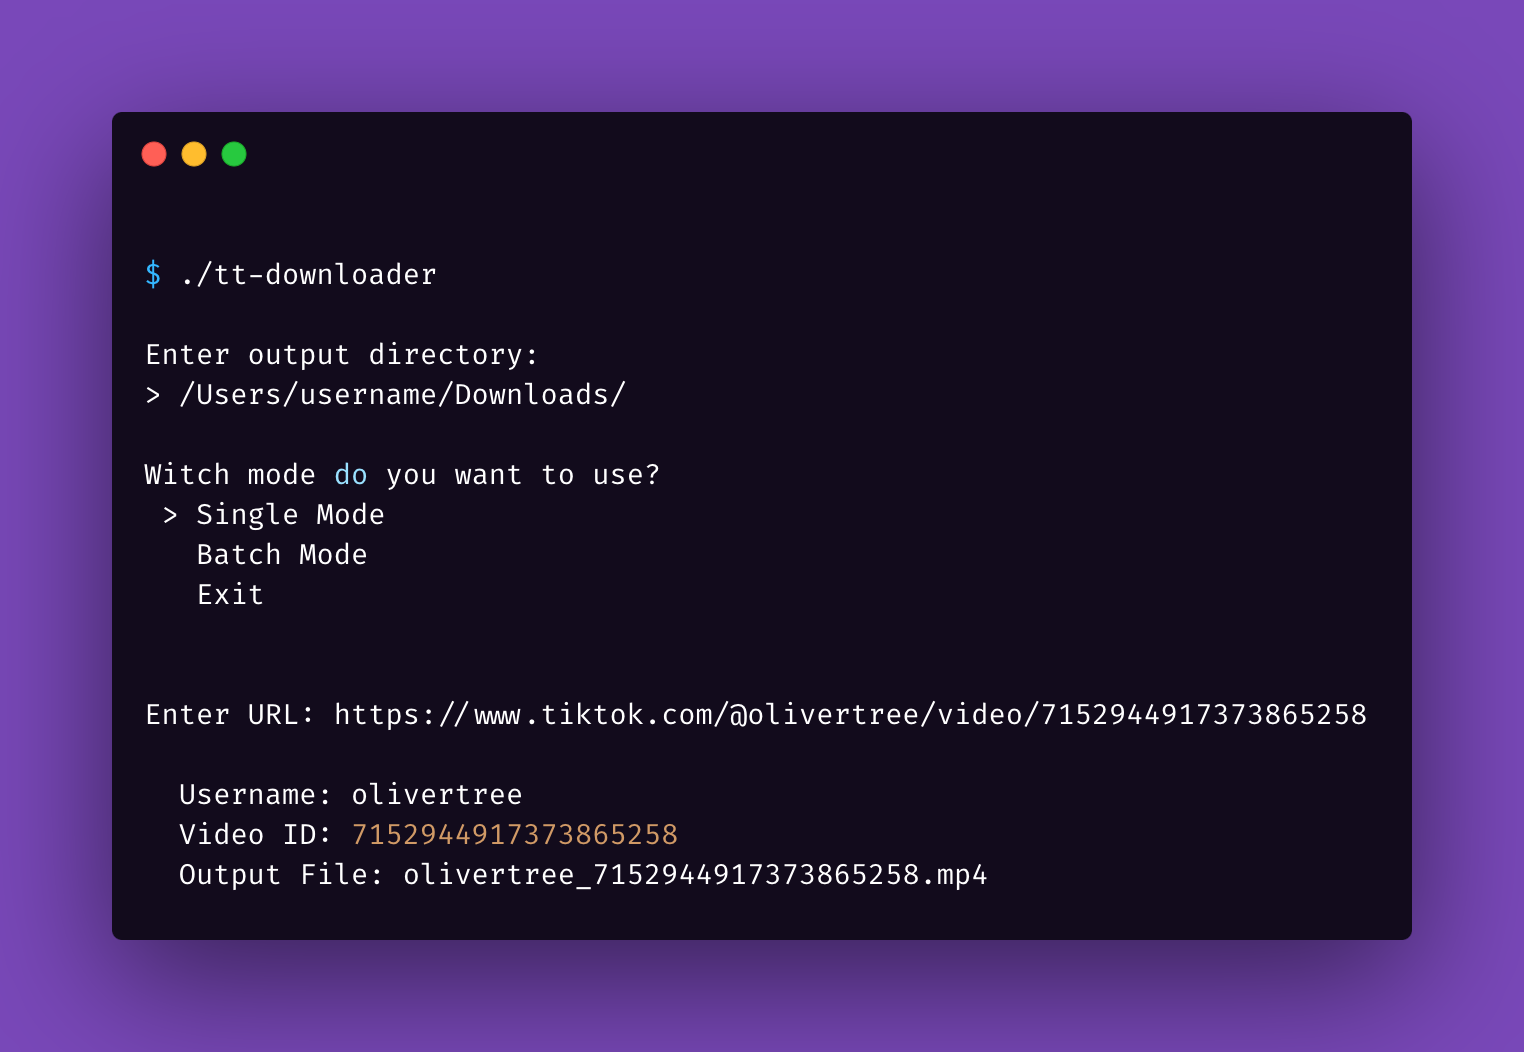 $ ./tt-downloader
Enter output directory:
> /Users/username/Downloads/
Witch mode do you want to use?
> Single Mode
Batch Mode
Exit
Enter URL: https://www.tiktok.com/@olivertree/video/7152944917373865258
Username: olivertree
Video ID: 7152944917373865258
Output File: olivertree_7152944917373865258.mp4